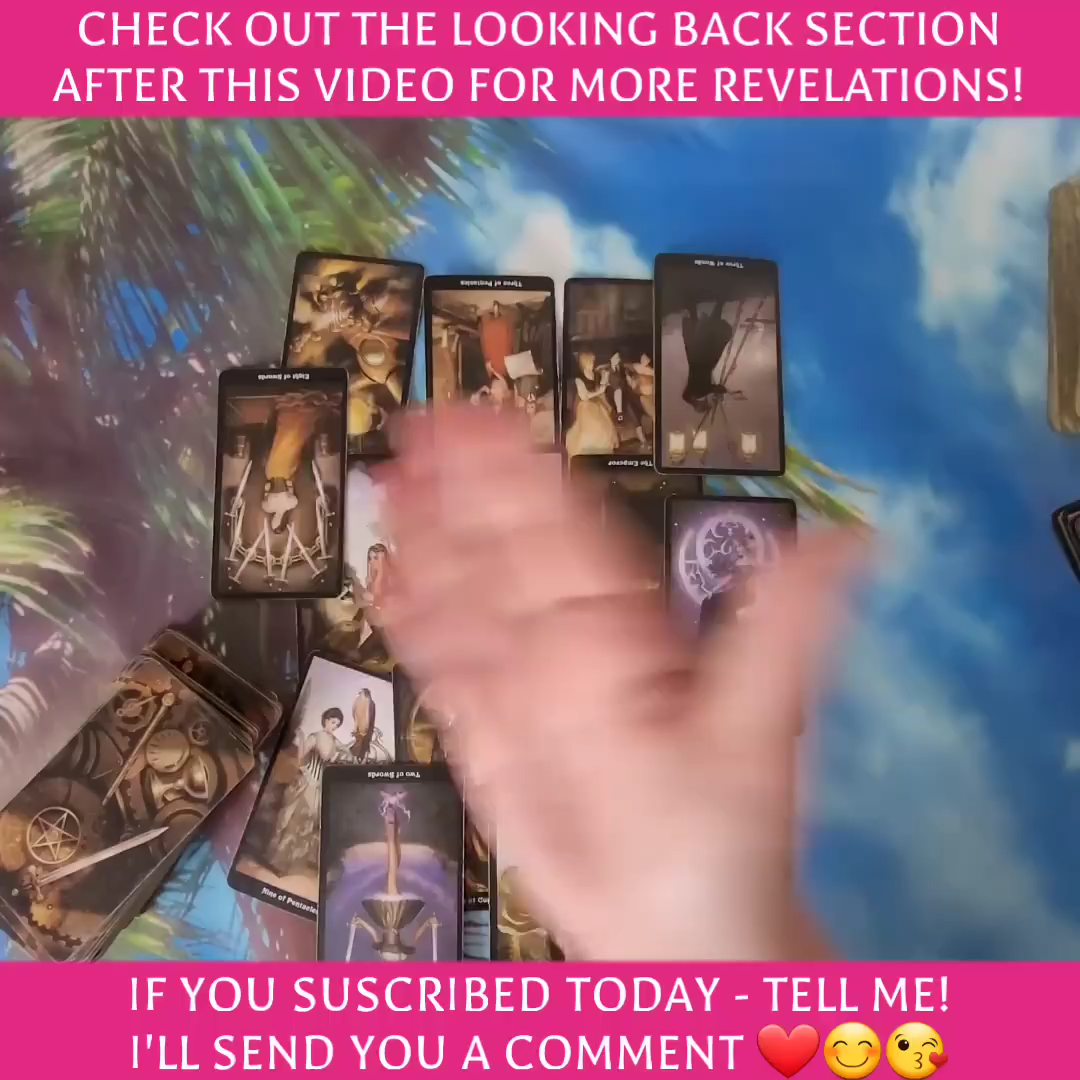 CHECK OUT THE LOOKING BACK SECTION
AFTER THIS VIDEO FOR MORE REVELATIONS!
Three of Wands
Three of Pentacles
Eight of Swords
The Emperor
Two of Swords
Nine of Pentacles
IF YOU SUSCRIBED TODAY - TELL ME!
I'LL SEND YOU A COMMENT ❤️😊😘